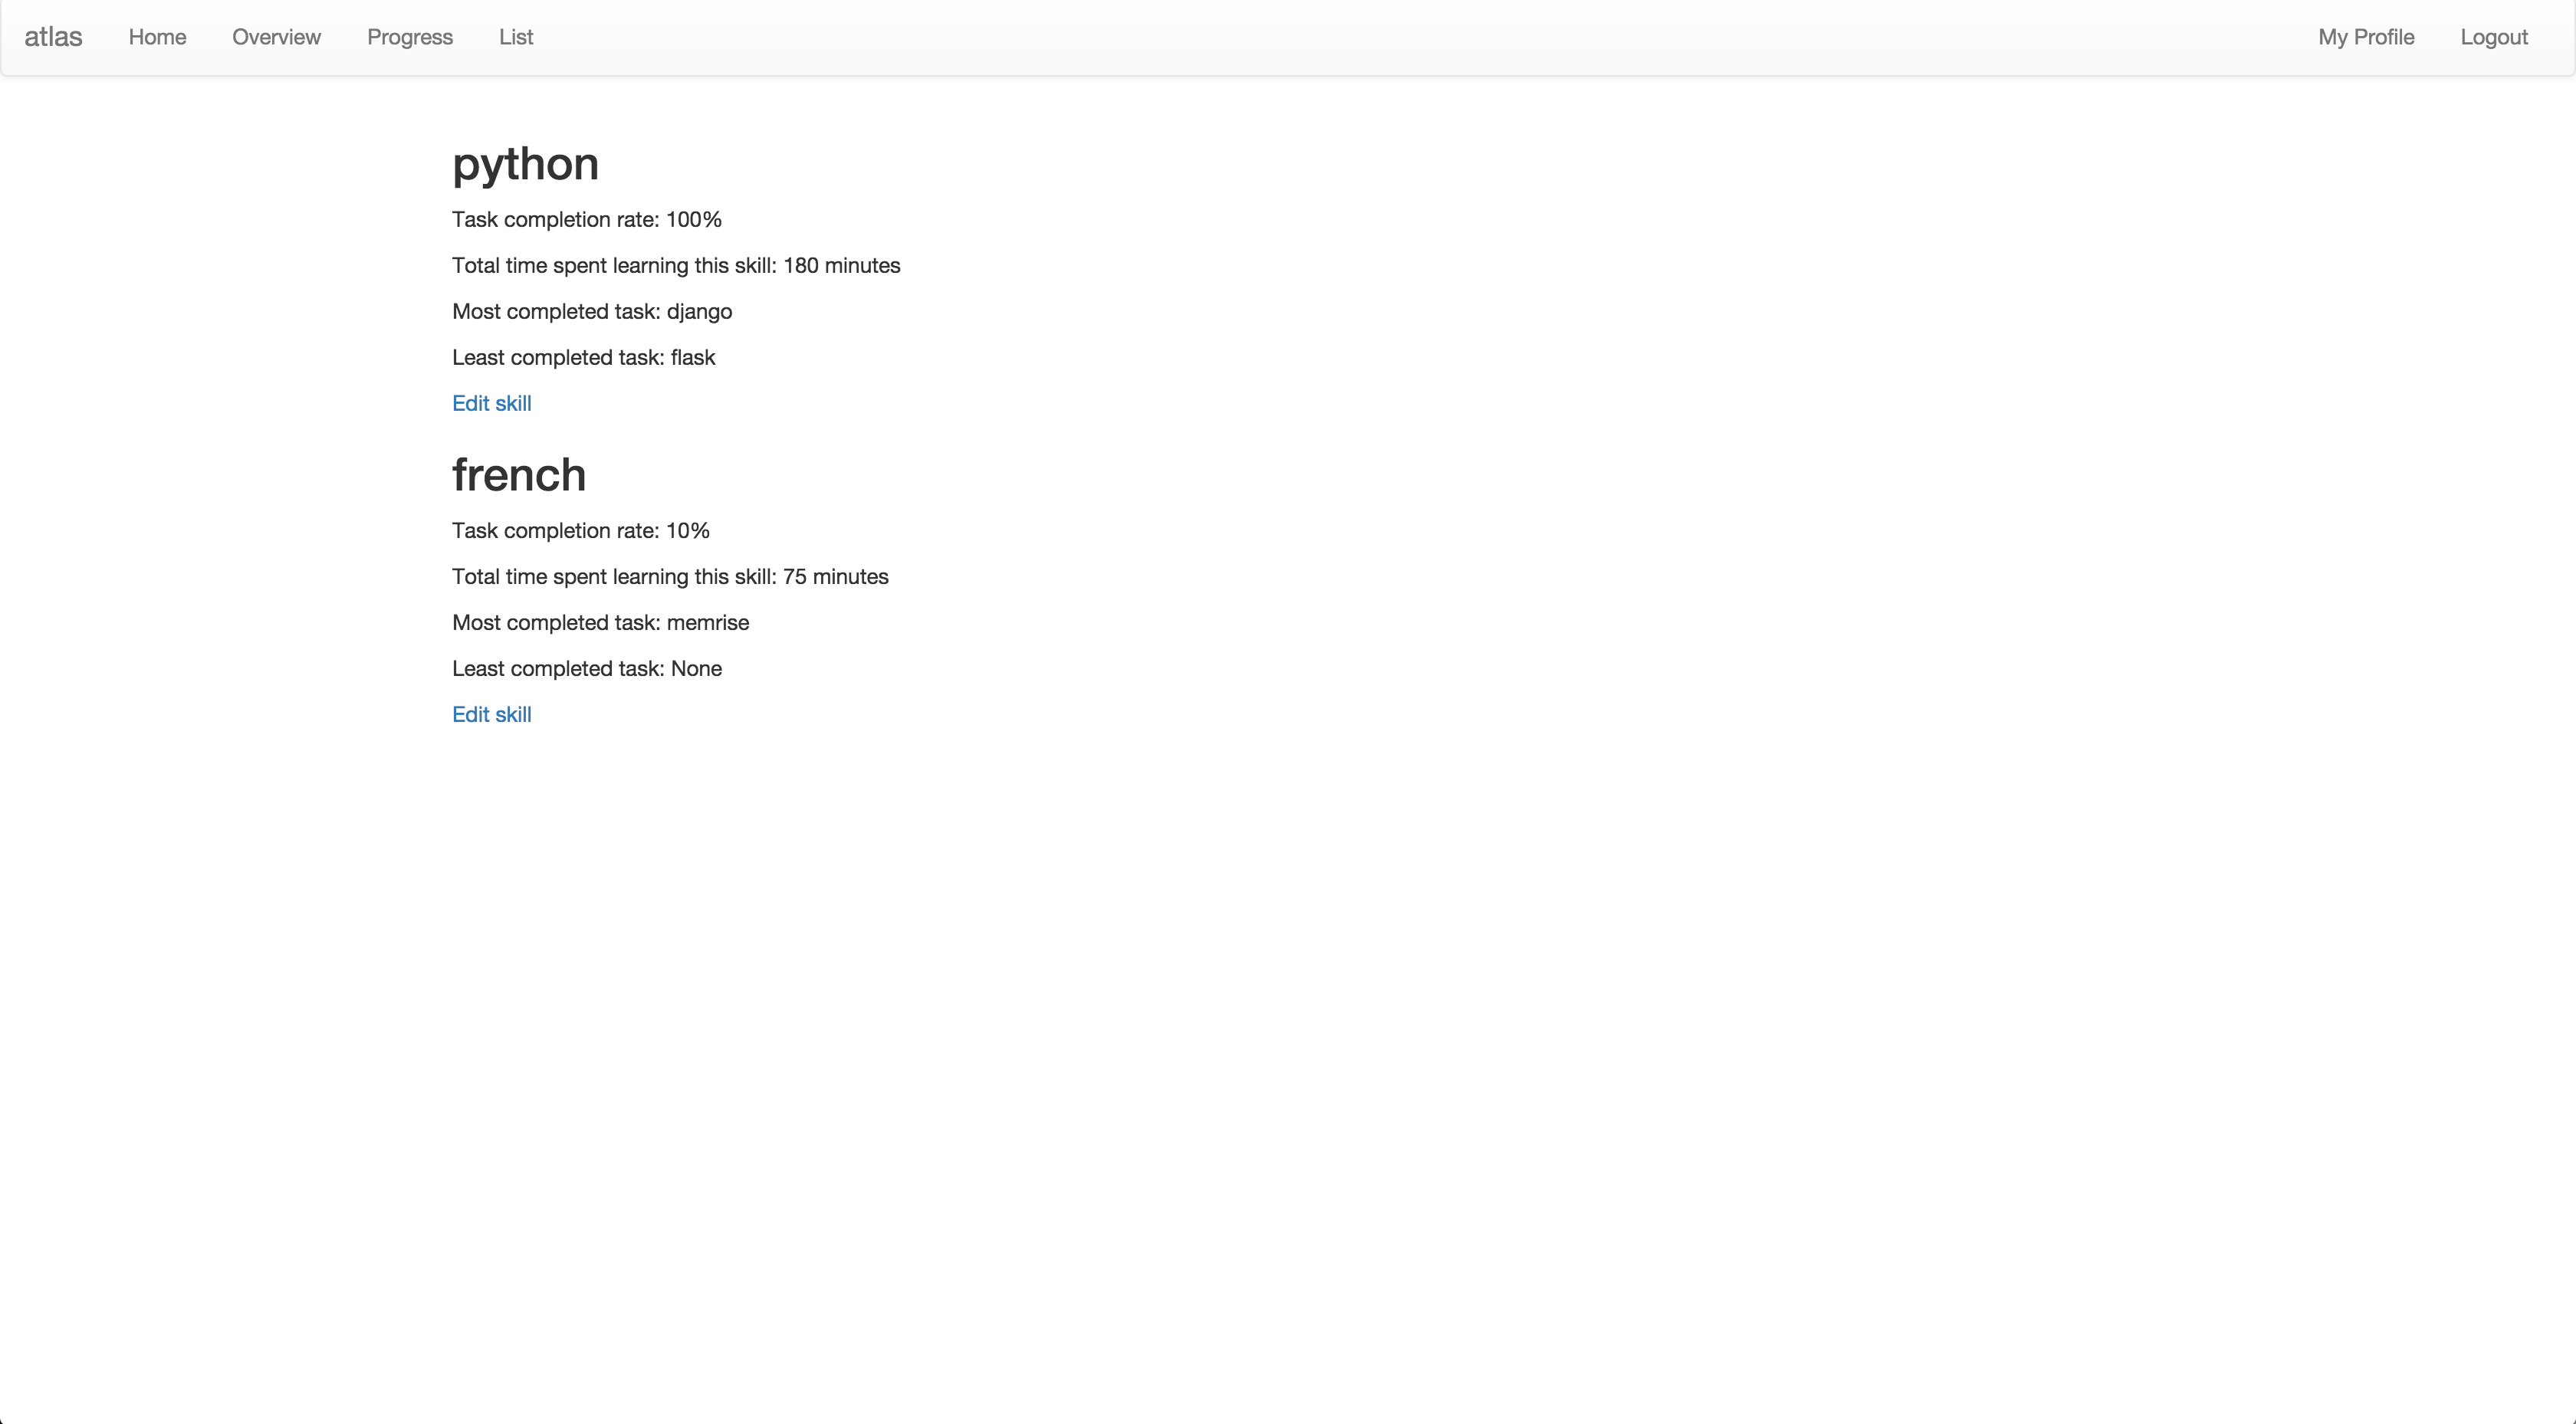 atlas Home Overview Progress List My Profile Logout
python
Task completion rate: 100%
Total time spent learning this skill: 180 minutes
Most completed task: django
Least completed task: flask
Edit skill
french
Task completion rate: 10%
Total time spent learning this skill: 75 minutes
Most completed task: memrise
Least completed task: None
Edit skill